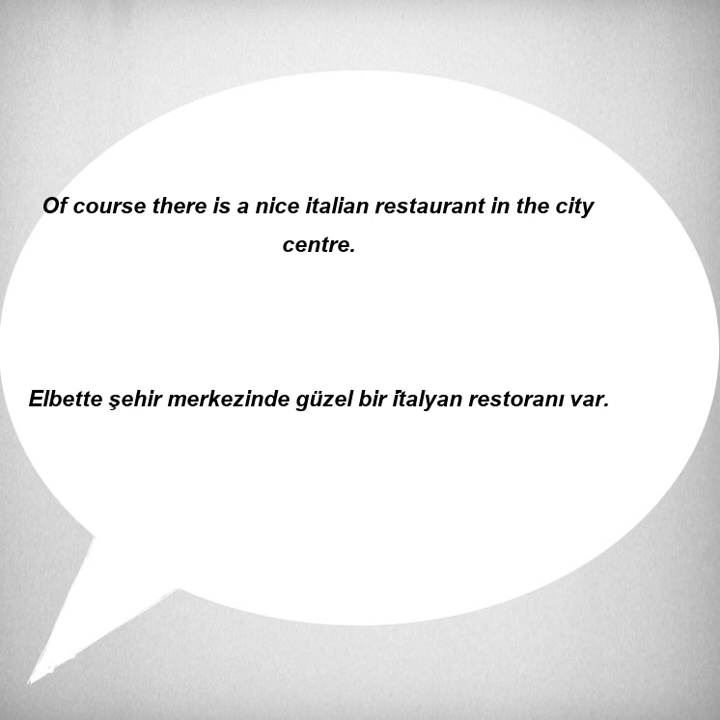 Of course there is a nice italian restaurant in the city
centre.
Elbette şehir merkezinde güzel bir i̇talyan restoranı var.